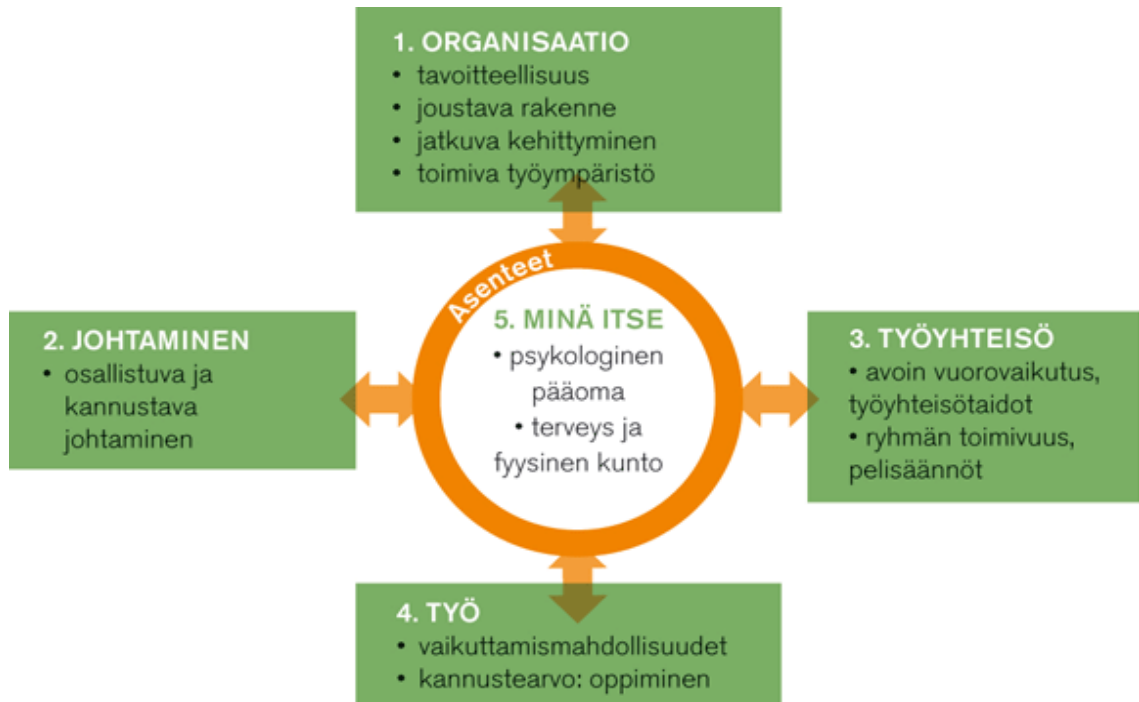 1. ORGANISAATIO
• tavoitteellisuus
• joustava rakenne
• jatkuva kehittyminen
• toimiva työympäristö
Asenteet
5. MINÄ ITSE
• psykologinen
pääoma
• terveys ja
fyysinen kunto
2. JOHTAMINEN
• osallistuva ja
kannustava
johtaminen
3. TYÖYHTEISÖ
• avoin vuorovaikutus,
työyhteisötaidot
• ryhmän toimivuus,
pelisäännöt
4. TYÖ
• vaikuttamismahdollisuudet
• kannustearvo: oppiminen